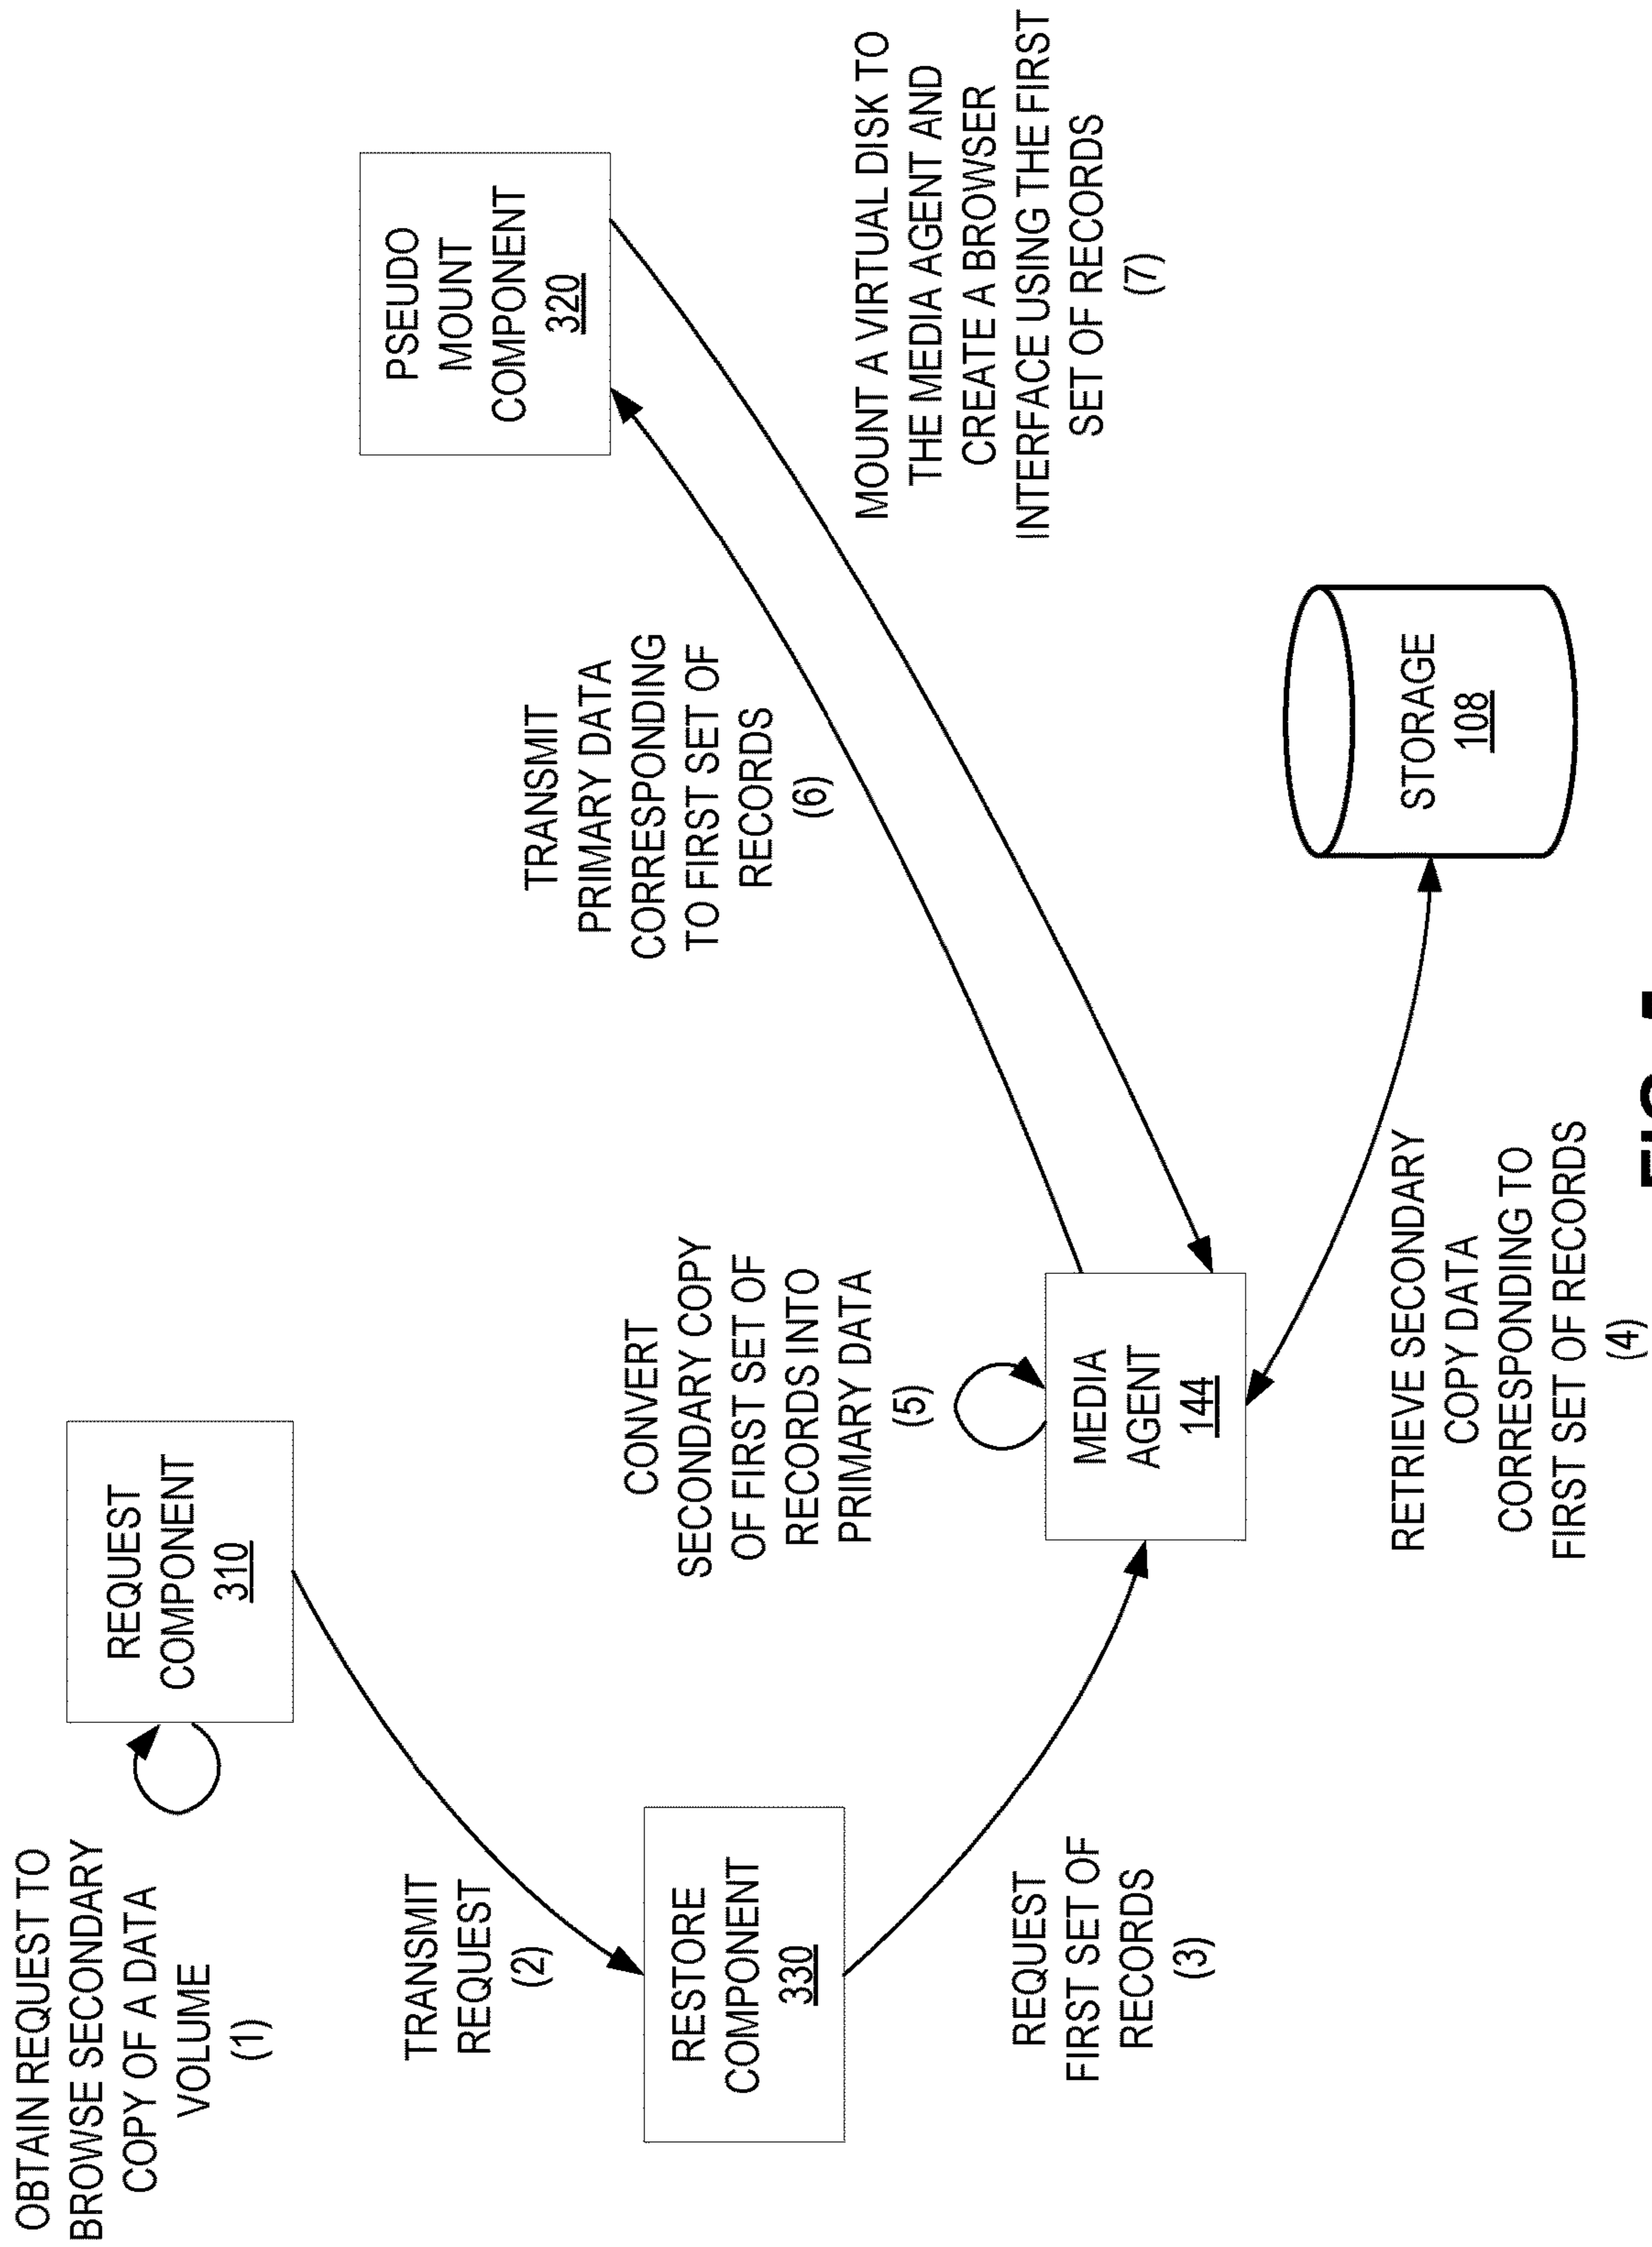 OBTAIN REQUEST TO
BROWSE SECONDARY
COPY OF A DATA
VOLUME
(1)
REQUEST
COMPONENT
310
TRANSMIT
REQUEST
(2)
RESTORE
COMPONENT
330
REQUEST
FIRST SET OF
RECORDS
(3)
CONVERT
SECONDARY COPY
OF FIRST SET OF
RECORDS INTO
PRIMARY DATA
(5)
MEDIA
AGENT
144
RETRIEVE SECONDARY
COPY DATA
CORRESPONDING TO
FIRST SET OF RECORDS
(4)
TRANSMIT
PRIMARY DATA
CORRESPONDING
TO FIRST SET OF
RECORDS
(6)
PSEUDO
MOUNT
COMPONENT
320
MOUNT A VIRTUAL DISK TO
THE MEDIA AGENT AND
CREATE A BROWSER
INTERFACE USING THE FIRST
SET OF RECORDS
(7)
STORAGE
108
FIG.